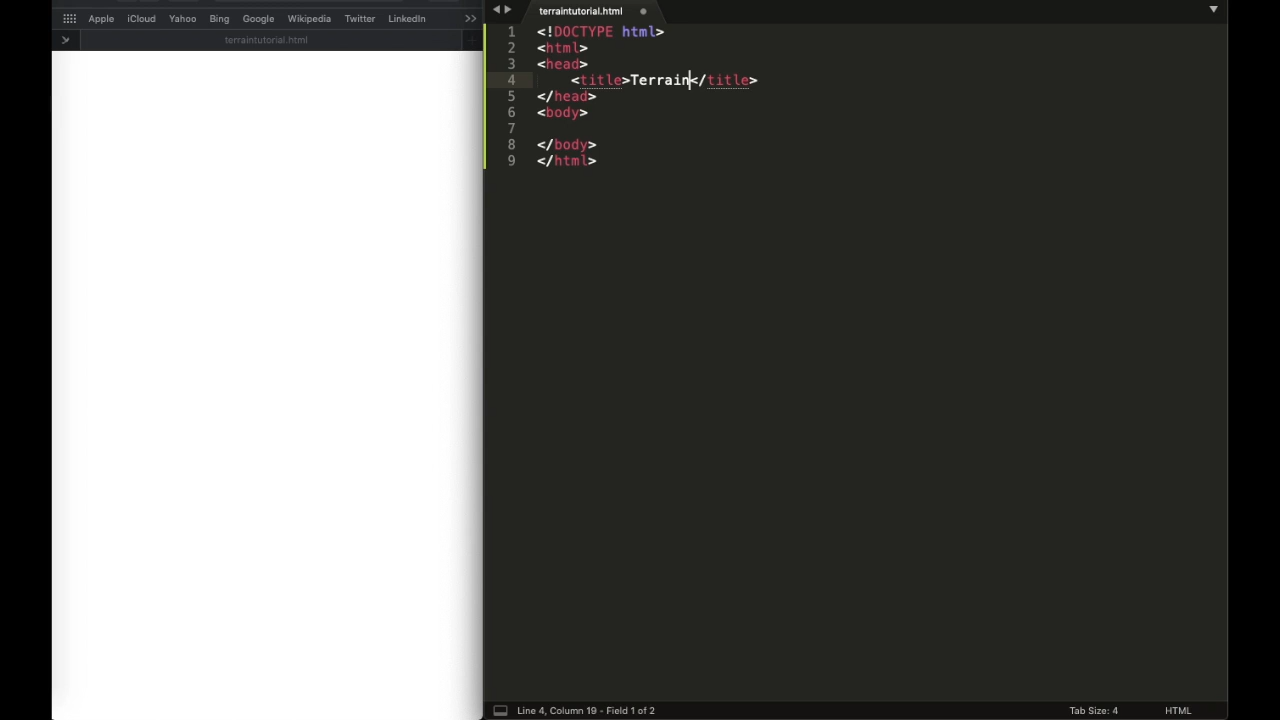 Apple iCloud Yahoo Bing Google Wikipedia Twitter LinkedIn >>
terraintutorial.html
terraintutorial.html
1 <!DOCTYPE html>
2 <html>
3 <head>
4 <title>Terrain</title>
5 </head>
6 <body>
7
8 </body>
9 </html>
Line 4, Column 19 - Field 1 of 2 Tab Size: 4 HTML